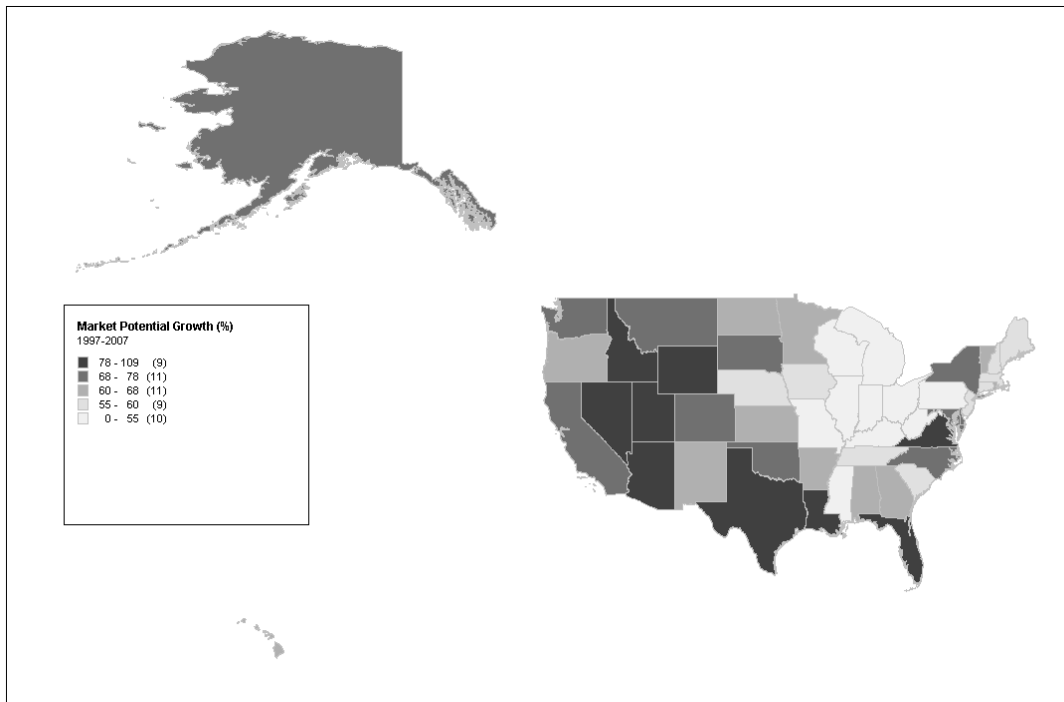 Market Potential Growth (%)
1997-2007
78 - 109 (9)
68 - 78 (11)
60 - 68 (11)
55 - 60 (9)
0 - 55 (10)